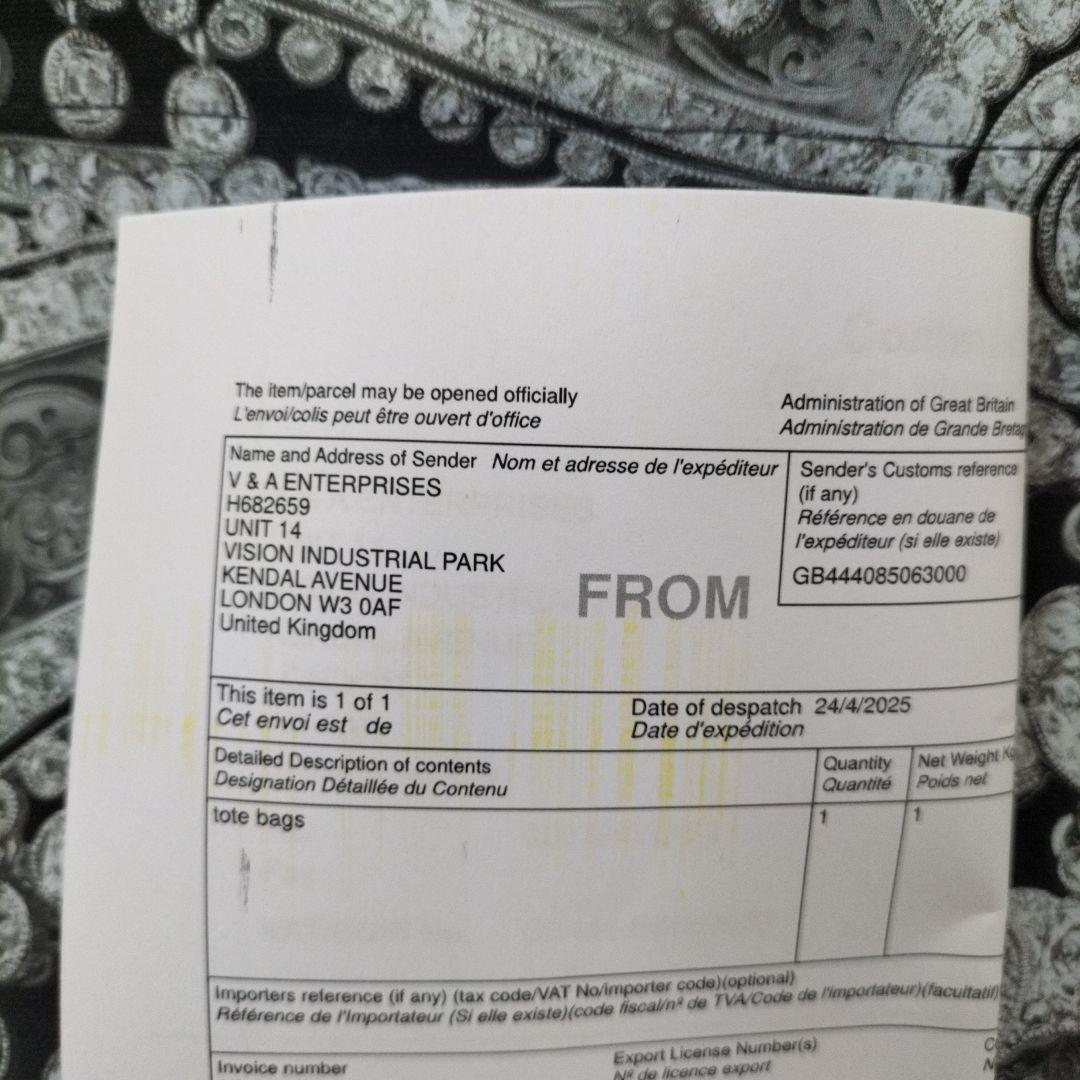 The item/parcel may be opened officially
L'envoi/colis peut être ouvert d'office
Administration of Great Britain
Administration de Grande
Name and Address of Sender Nom et adresse de l'expéditeur
V & A ENTERPRISES
H682659
UNIT 14
VISION INDUSTRIAL PARK
KENDAL AVENUE
LONDON W3 0AF
United Kingdom
FROM
Sender's Customs reference
(if any)
Référence en douane de
l'expéditeur (si elle existe)
GB444085063000
This item is 1 of 1
Cet envoi est de
Date of despatch 24/4/2025
Date d'expédition
Detailed Description of contents
Designation Détaillée du Contenu
Quantity
Quantité
Net Weight
Poids net
tote bags
1
1
Importers reference (if any) (tax code/VAT No/importer code)(optional)
Référence de l'Importateur (Si elle existe)(code fiscal/nº de TVA/Code de l'importateur)(facultatif)
Invoice number
Export License Number(s)
Nº de licence export